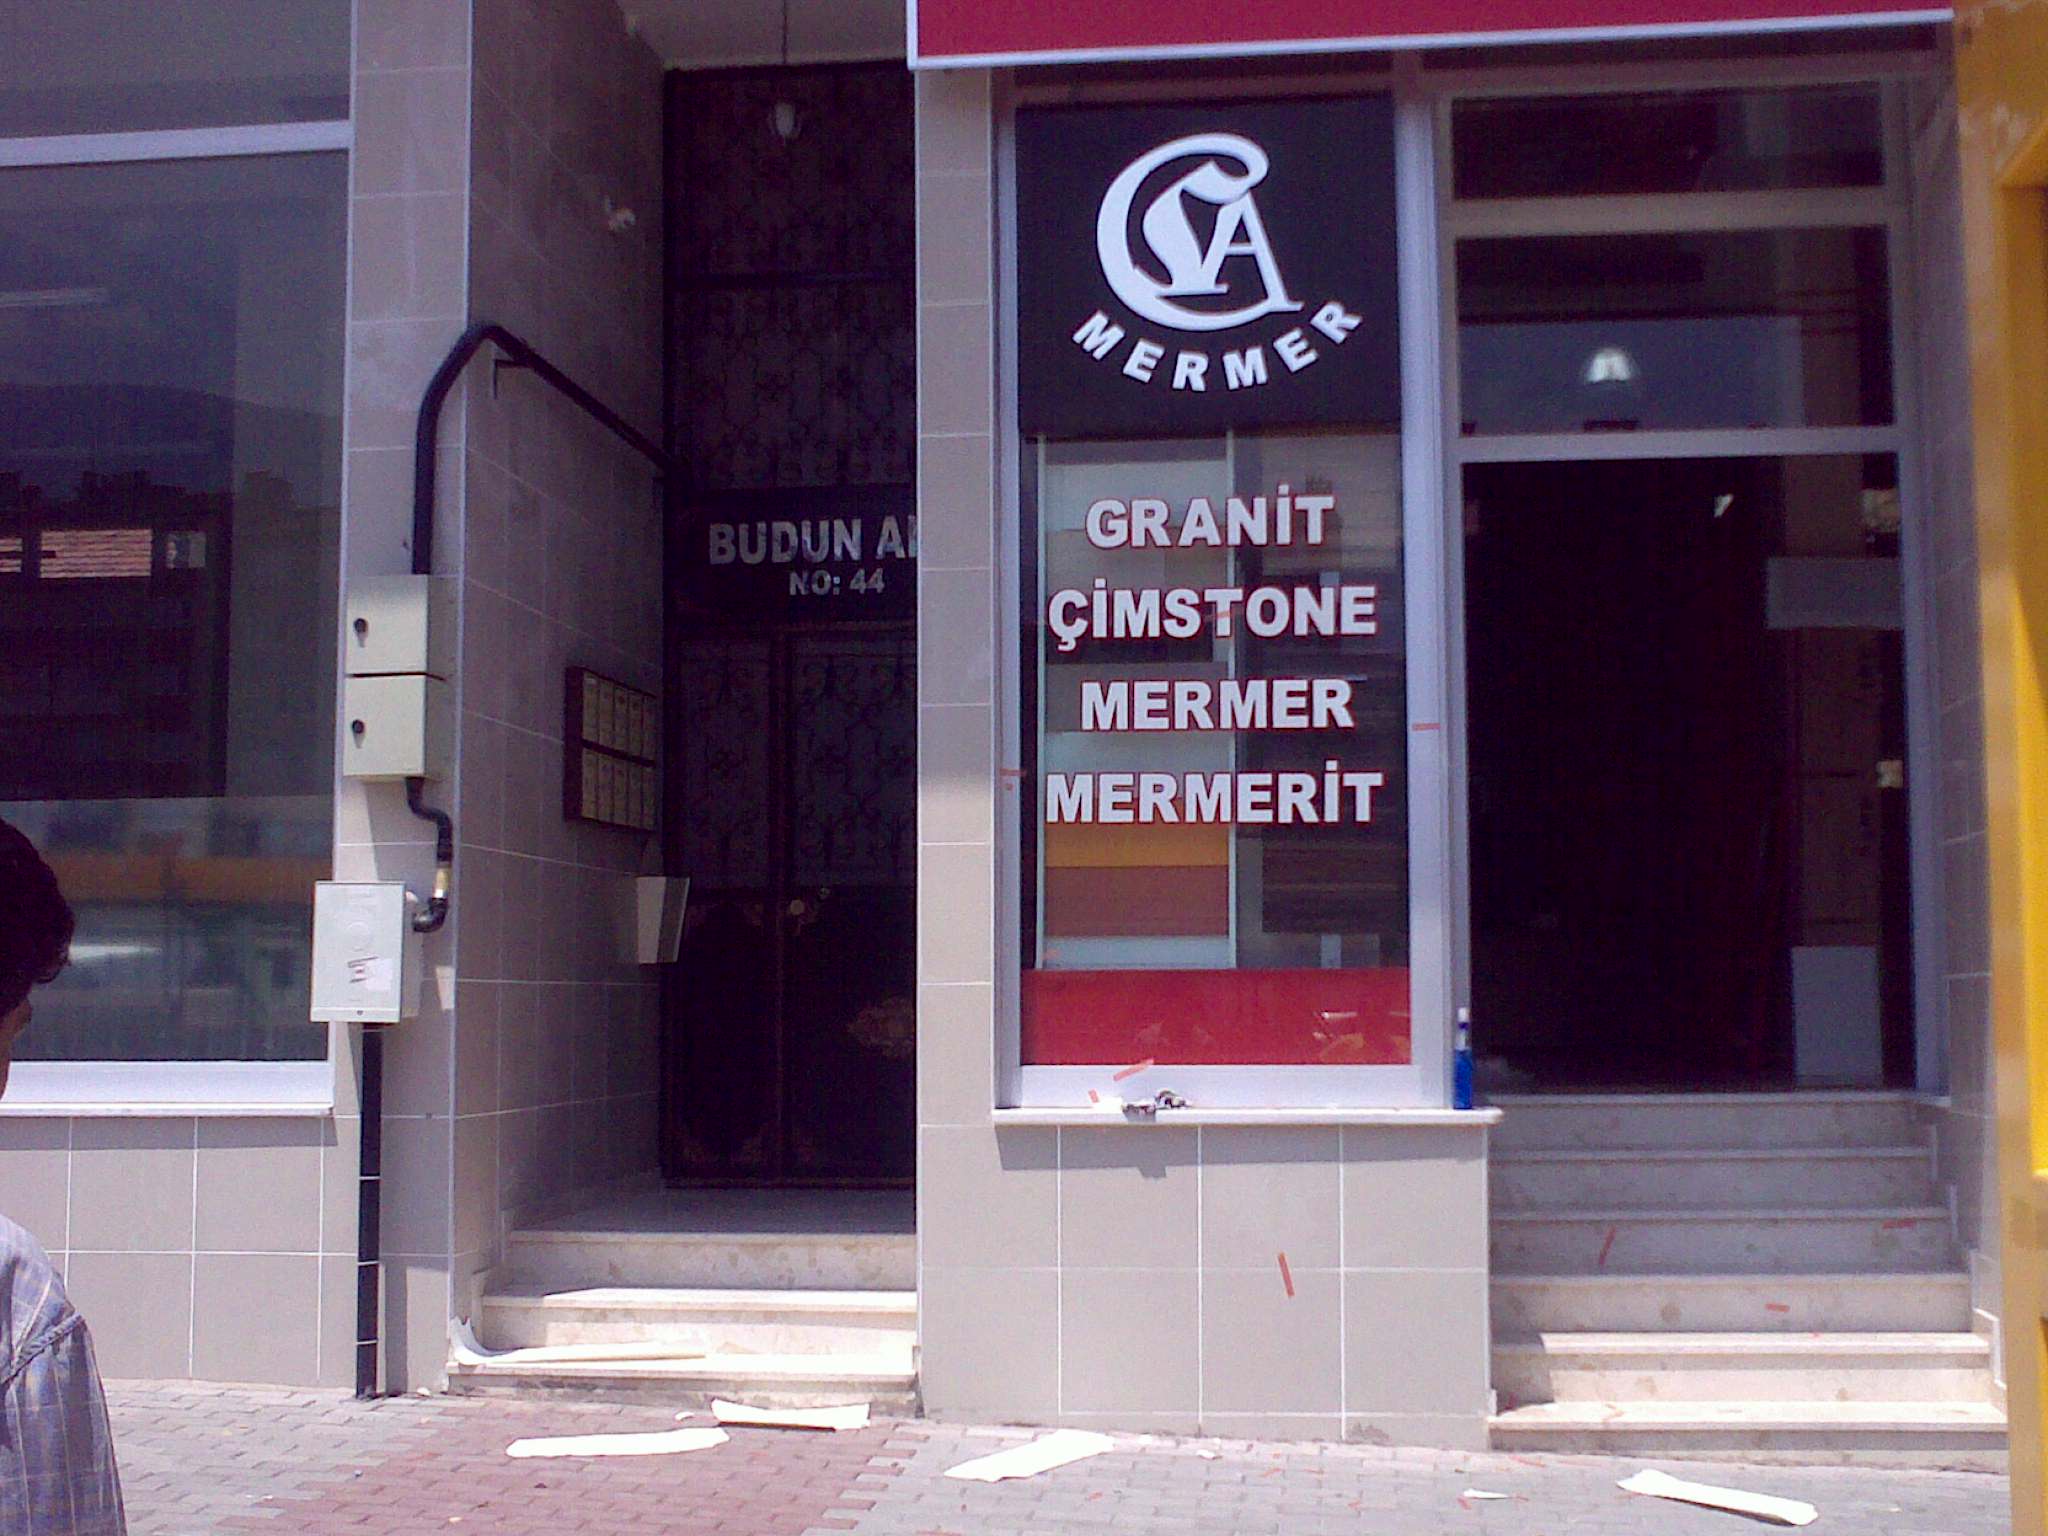 BUDUN
NO: 44
CA
MERMER
GRANİT
ÇİMSTONE
MERMER
MERMERİT